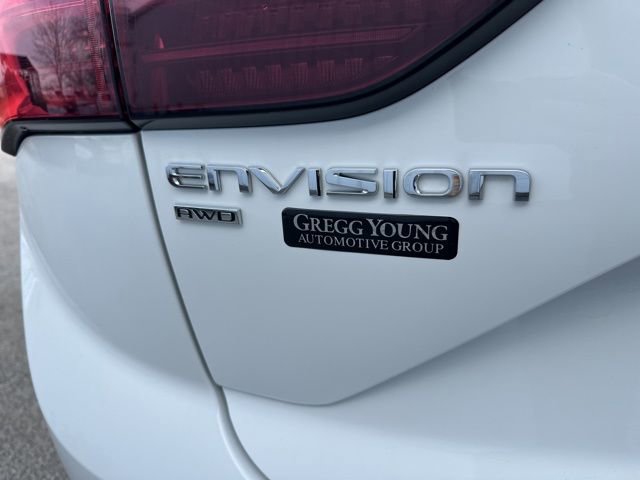 ENVISION
AWD
GREGG YOUNG
AUTOMOTIVE GROUP